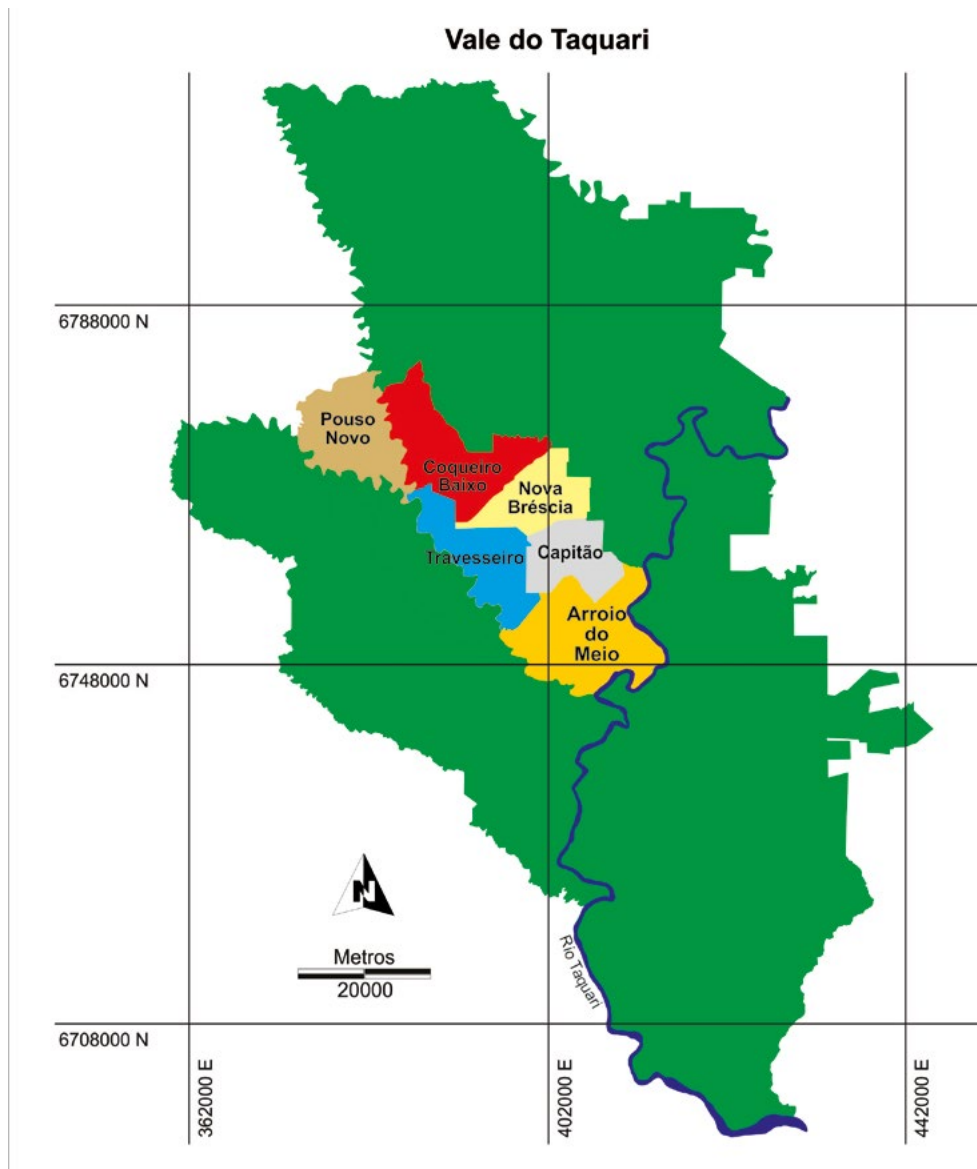 Vale do Taquari
6788000 N
Pouso
Novo
Coqueiro
Baixo
Nova
Bréscia
Travesseiro
Capitão
Arroio
do
Meio
6748000 N
N
Metros
20000
Rio Taquari
6708000 N
362000 E
402000 E
442000 E